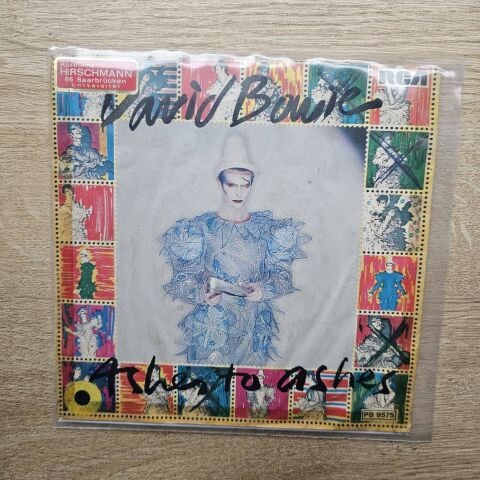 HIRSCHMANN
66 Saarbrücken
Universität
RCA
David Bowie
Ashes to ashes
PB 9575